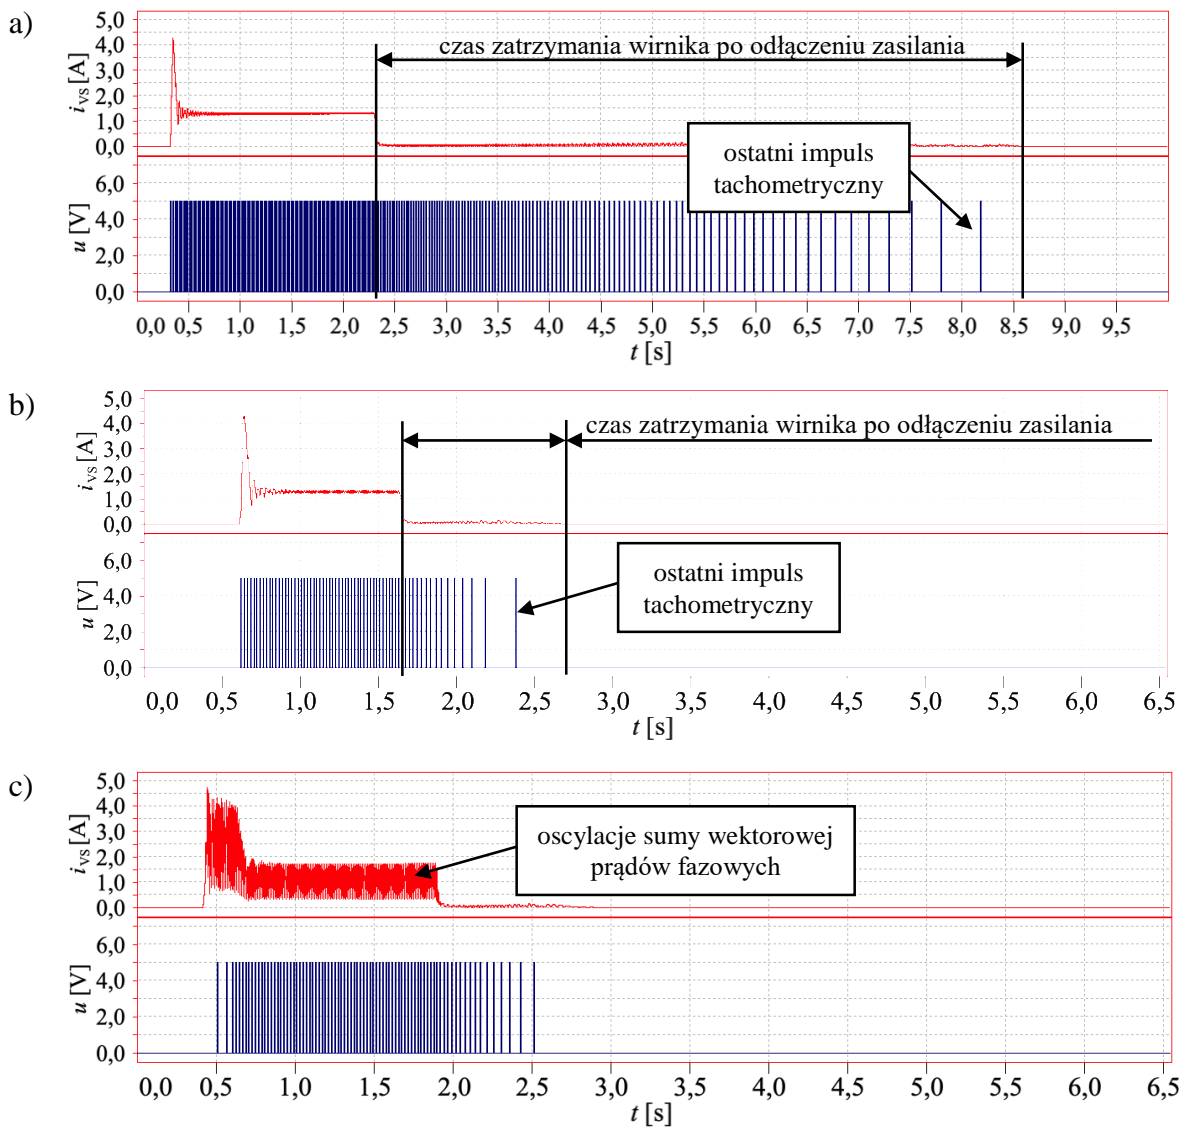 a)
5,0
4,0
3,0
2,0
1,0
0,0
i_vs [A]
czas zatrzymania wirnika po odłączeniu zasilania
ostatni impuls
tachometryczny
6,0
4,0
2,0
0,0
u [V]
0,0 0,5 1,0 1,5 2,0 2,5 3,0 3,5 4,0 4,5 5,0 5,5 6,0 6,5 7,0 7,5 8,0 8,5 9,0 9,5
t [s]
b)
5,0
4,0
3,0
2,0
1,0
0,0
i_vs [A]
czas zatrzymania wirnika po odłączeniu zasilania
ostatni impuls
tachometryczny
6,0
4,0
2,0
0,0
u [V]
0,0 0,5 1,0 1,5 2,0 2,5 3,0 3,5 4,0 4,5 5,0 5,5 6,0 6,5
t [s]
c)
5,0
4,0
3,0
2,0
1,0
0,0
i_vs [A]
oscylacje sumy wektorowej
prądów fazowych
6,0
4,0
2,0
0,0
u [V]
0,0 0,5 1,0 1,5 2,0 2,5 3,0 3,5 4,0 4,5 5,0 5,5 6,0 6,5
t [s]